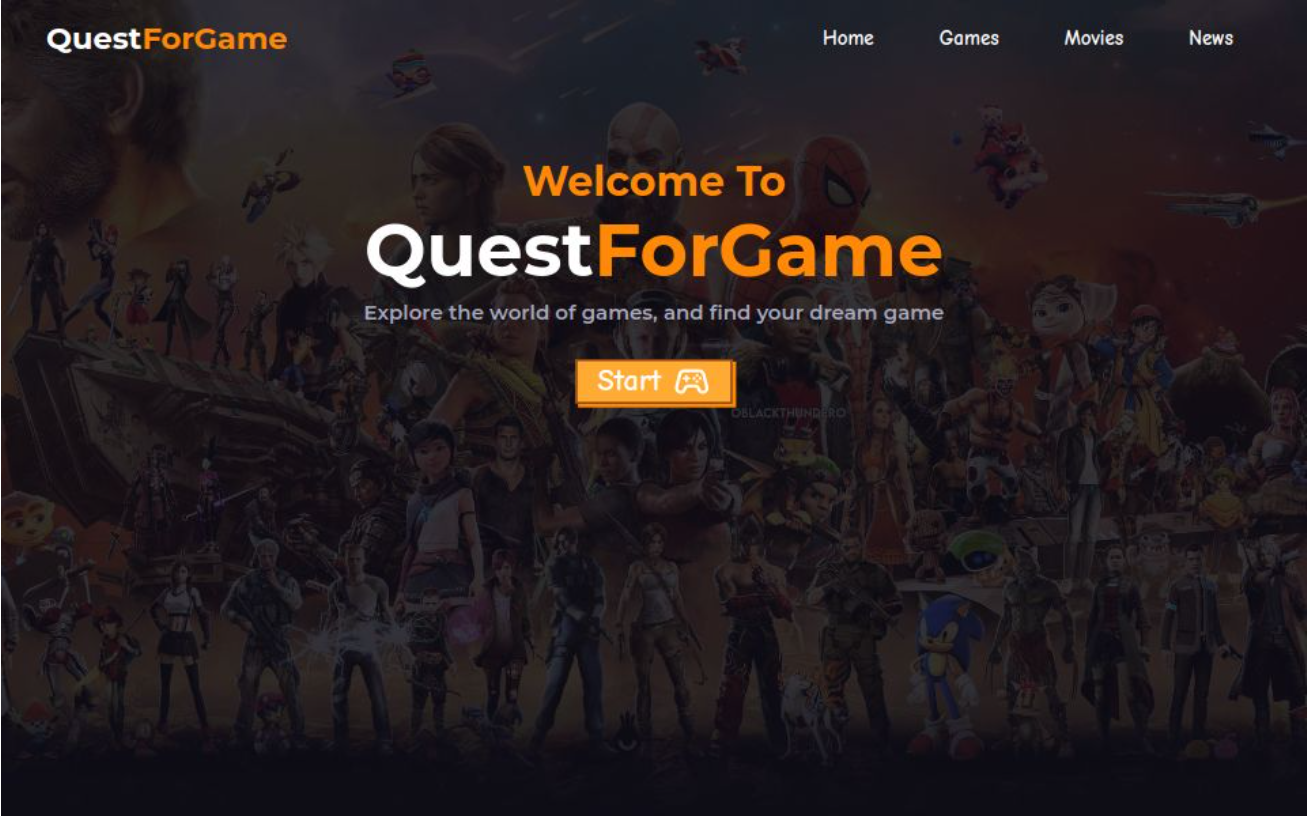 QuestForGame
Home Games Movies News
Welcome To
QuestForGame
Explore the world of games, and find your dream game
Start
OBLACKTHUNDERO